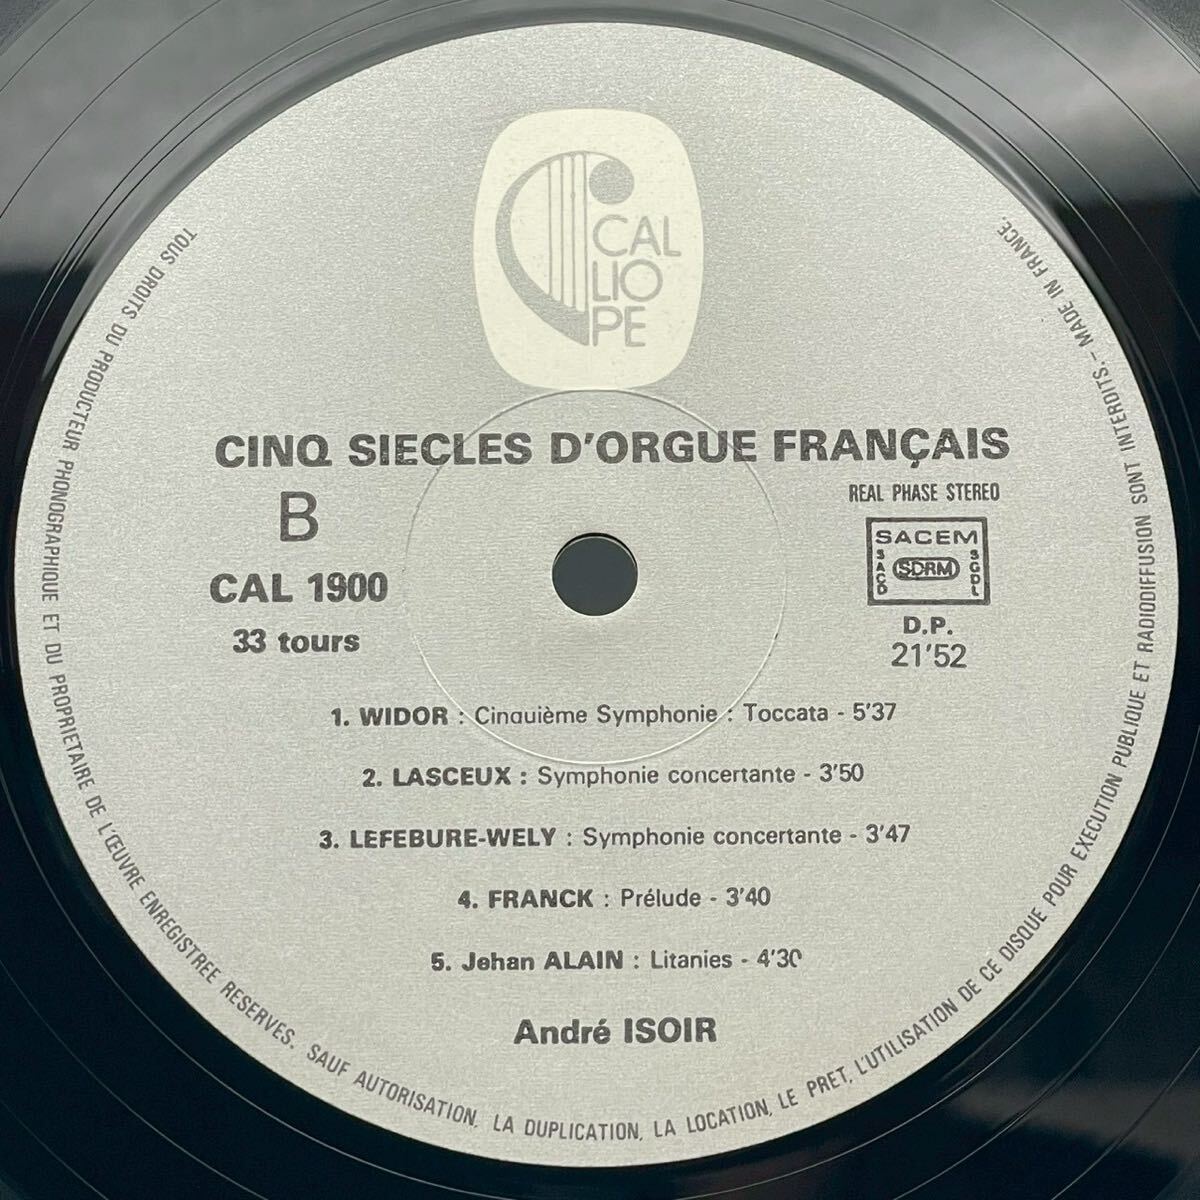 CAL
LIO
PE
CINQ SIECLES D'ORGUE FRANÇAIS
B
CAL 1900
33 tours
REAL PHASE STEREO
SACEM
SACD
SDRM
SGDL
D.P.
21'52
1. WIDOR : Cinquième Symphonie : Toccata - 5'37
2. LASCEUX : Symphonie concertante - 3'50
3. LEFEBURE-WELY : Symphonie concertante - 3'47
4. FRANCK : Prélude - 3'40
5. Jehan ALAIN : Litanies - 4'30
André ISOIR
TOUS DROITS DU PRODUCTEUR PHONOGRAPHIQUE ET DU PROPRIETAIRE DE L'ŒUVRE ENREGISTREE RESERVES. SAUF AUTORISATION, LA DUPLICATION, LA LOCATION, LE PRET, L'UTILISATION DE CE DISQUE POUR EXECUTION PUBLIQUE ET RADIODIFFUSION SONT INTERDITS. - MADE IN FRANCE.